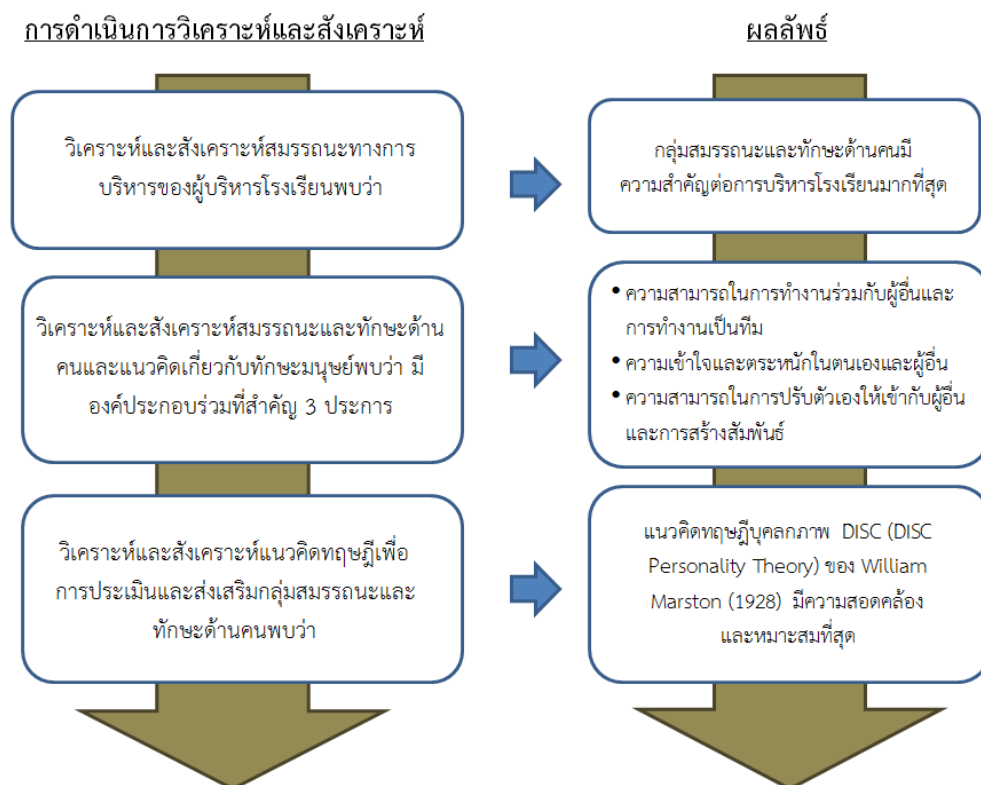 การดำเนินการวิเคราะห์และสังเคราะห์
ผลลัพธ์
วิเคราะห์และสังเคราะห์สมรรถนะทางการ
บริหารของผู้บริหารโรงเรียนพบว่า
กลุ่มสมรรถนะและทักษะด้านคนมี
ความสำคัญต่อการบริหารโรงเรียนมากที่สุด
วิเคราะห์และสังเคราะห์สมรรถนะและทักษะด้าน
คนและแนวคิดเกี่ยวกับทักษะมนุษย์พบว่า มี
องค์ประกอบร่วมที่สำคัญ 3 ประการ
• ความสามารถในการทำงานร่วมกับผู้อื่นและ
การทำงานเป็นทีม
• ความเข้าใจและตระหนักในตนเองและผู้อื่น
• ความสามารถในการปรับตัวเองให้เข้ากับผู้อื่น
และการสร้างสัมพันธ์
วิเคราะห์และสังเคราะห์แนวคิดทฤษฎีเพื่อ
การประเมินและส่งเสริมกลุ่มสมรรถนะและ
ทักษะด้านคนพบว่า
แนวคิดทฤษฎีบุคลกภาพ DISC (DISC
Personality Theory) ของ William
Marston (1928) มีความสอดคล้อง
และหมาะสมที่สุด